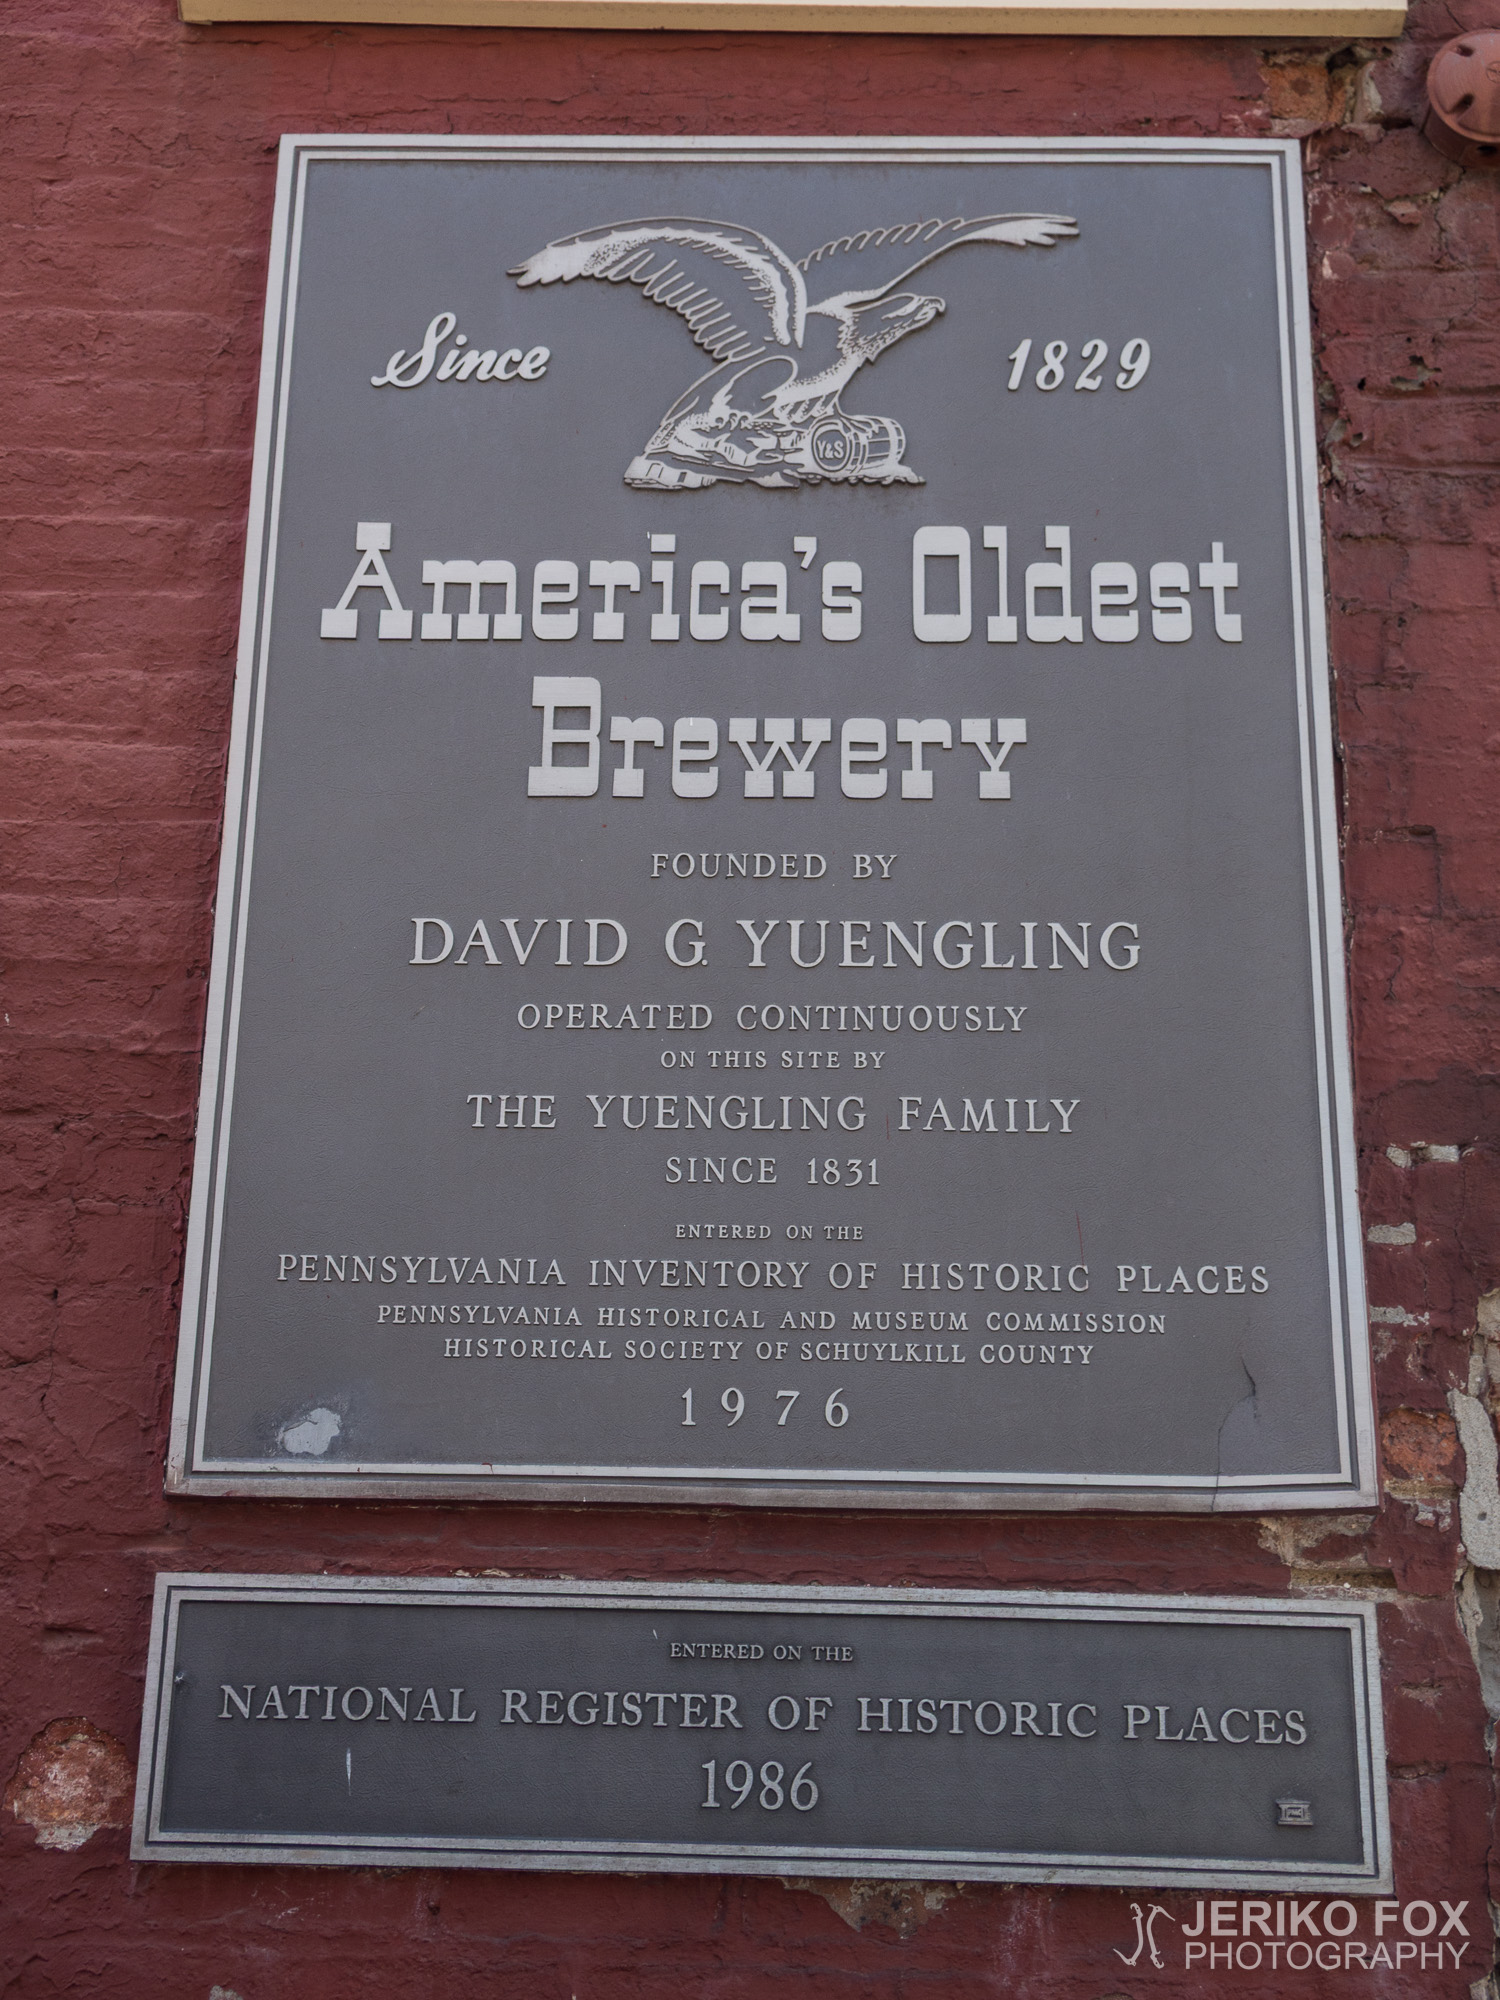 Since 1829
Y&S
America's Oldest
Brewery
FOUNDED BY
DAVID G. YUENGLING
OPERATED CONTINUOUSLY
ON THIS SITE BY
THE YUENGLING FAMILY
SINCE 1831
ENTERED ON THE
PENNSYLVANIA INVENTORY OF HISTORIC PLACES
PENNSYLVANIA HISTORICAL AND MUSEUM COMMISSION
HISTORICAL SOCIETY OF SCHUYLKILL COUNTY
1976
ENTERED ON THE
NATIONAL REGISTER OF HISTORIC PLACES
1986
JERIKO FOX
PHOTOGRAPHY